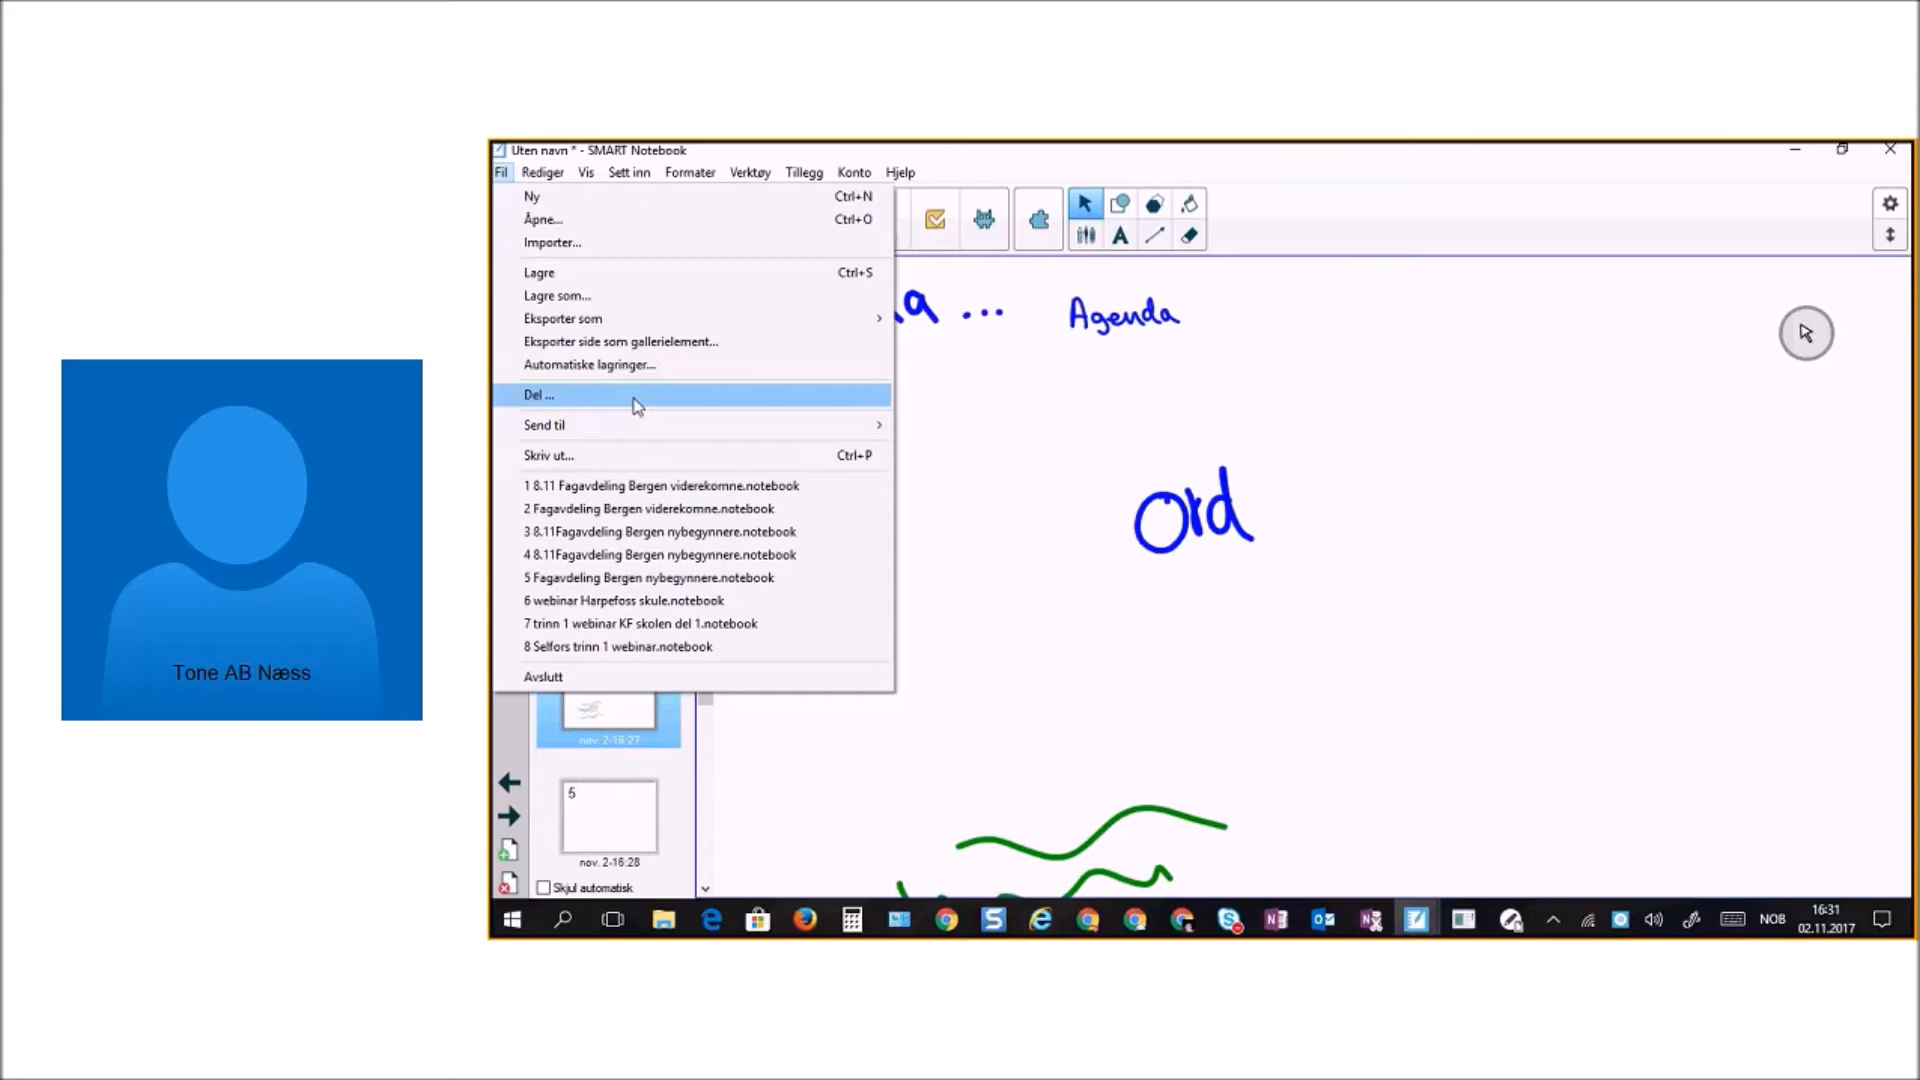 Uten navn * - SMART Notebook
Fil Rediger Vis Sett inn Formater Verktøy Tillegg Konto Hjelp
Ny Ctrl+N
Åpne... Ctrl+O
Importer...
Lagre Ctrl+S
Lagre som...
Eksporter som
Eksporter side som gallerielement...
Automatiske lagringer...
Del ...
Send til
Skriv ut... Ctrl+P
1 8.11 Fagavdeling Bergen viderekomne.notebook
2 Fagavdeling Bergen viderekomne.notebook
3 8.11Fagavdeling Bergen nybegynnere.notebook
4 8.11Fagavdeling Bergen nybegynnere.notebook
5 Fagavdeling Bergen nybegynnere.notebook
6 webinar Harpefoss skule.notebook
7 trinn 1 webinar KF skolen del 1.notebook
8 Selfors trinn 1 webinar.notebook
Avslutt
a ... Agenda
Ord
Tone AB Næss
nov. 2-16:27
5
nov. 2-16:28
Skjul automatisk
NOB
16:31
02.11.2017